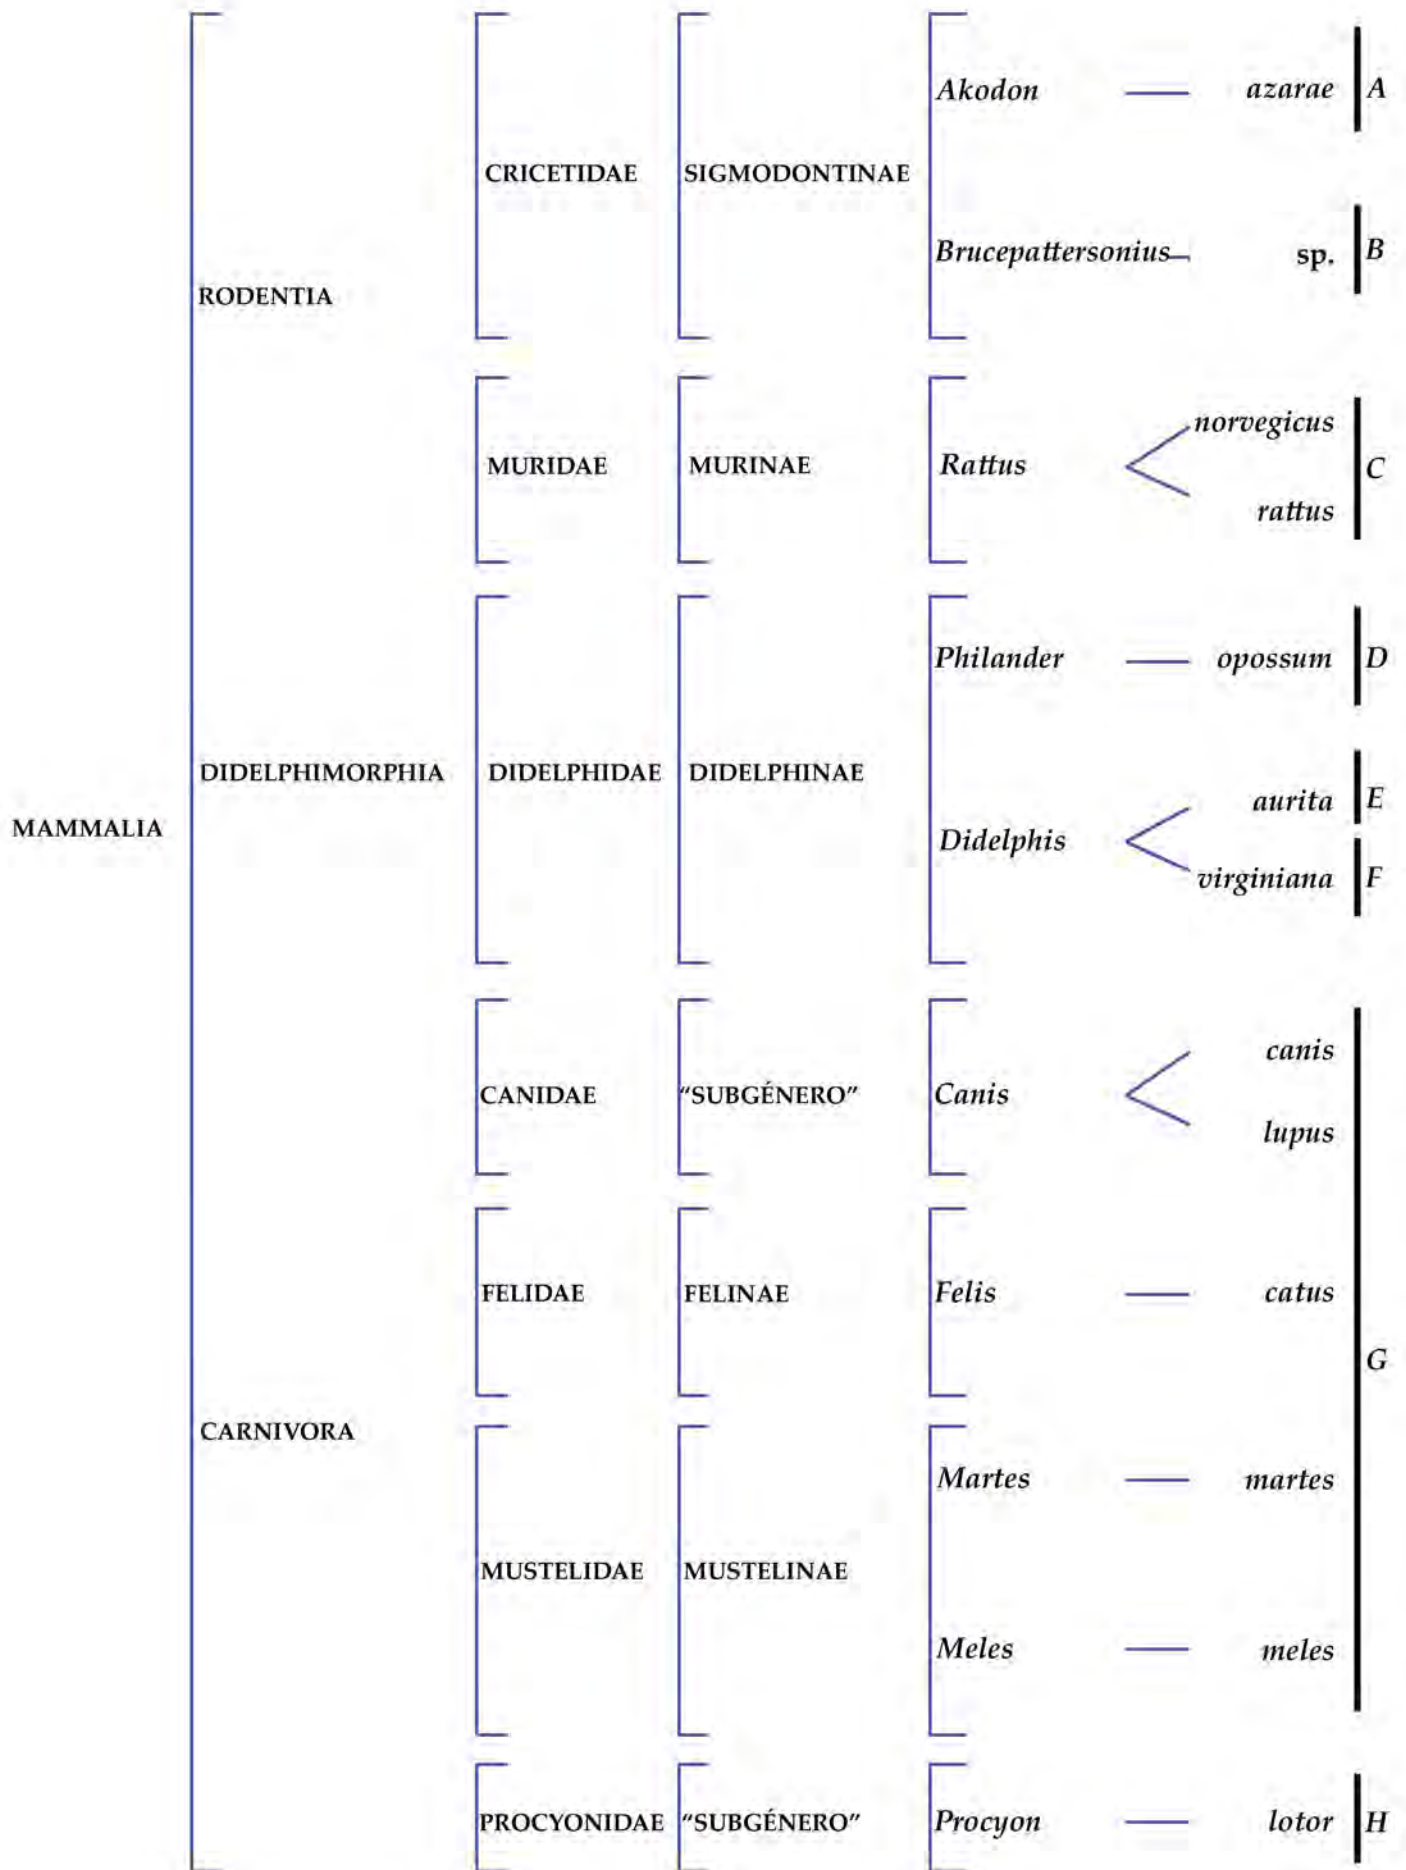 Akodon azarae A
CRICETIDAE SIGMODONTINAE
Brucepattersonius sp. B
RODENTIA
norvegicus
MURIDAE MURINAE Rattus C
rattus
Philander opossum D
DIDELPHIMORPHIA DIDELPHIDAE DIDELPHINAE
aurita E
MAMMALIA
Didelphis
virginiana F
canis
CANIDAE "SUBGÉNERO" Canis
lupus
FELIDAE FELINAE Felis catus
G
CARNIVORA
Martes martes
MUSTELIDAE MUSTELINAE
Meles meles
PROCYONIDAE "SUBGÉNERO" Procyon lotor H